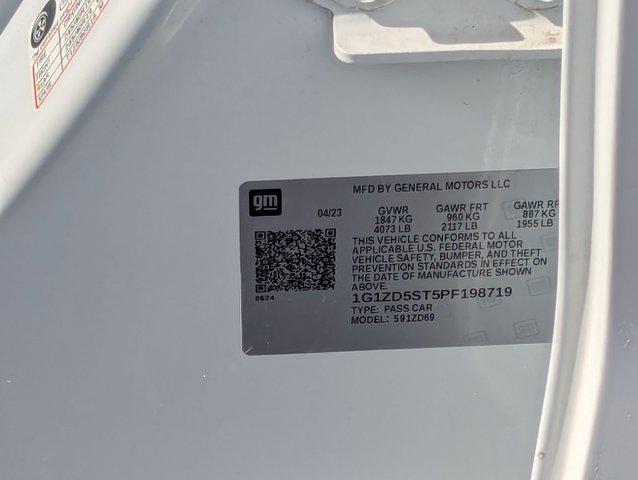 gm
MFD BY GENERAL MOTORS LLC
04/23
GVWR GAWR FRT GAWR RR
1847 KG 960 KG 887 KG
4073 LB 2117 LB 1955 LB
THIS VEHICLE CONFORMS TO ALL
APPLICABLE U.S. FEDERAL MOTOR
VEHICLE SAFETY, BUMPER, AND THEFT
PREVENTION STANDARDS IN EFFECT ON
THE DATE OF MANUFACTURE SHOWN
ABOVE.
0624
1G1ZD5ST5PF198719
TYPE: PASS CAR
MODEL: 591ZD69